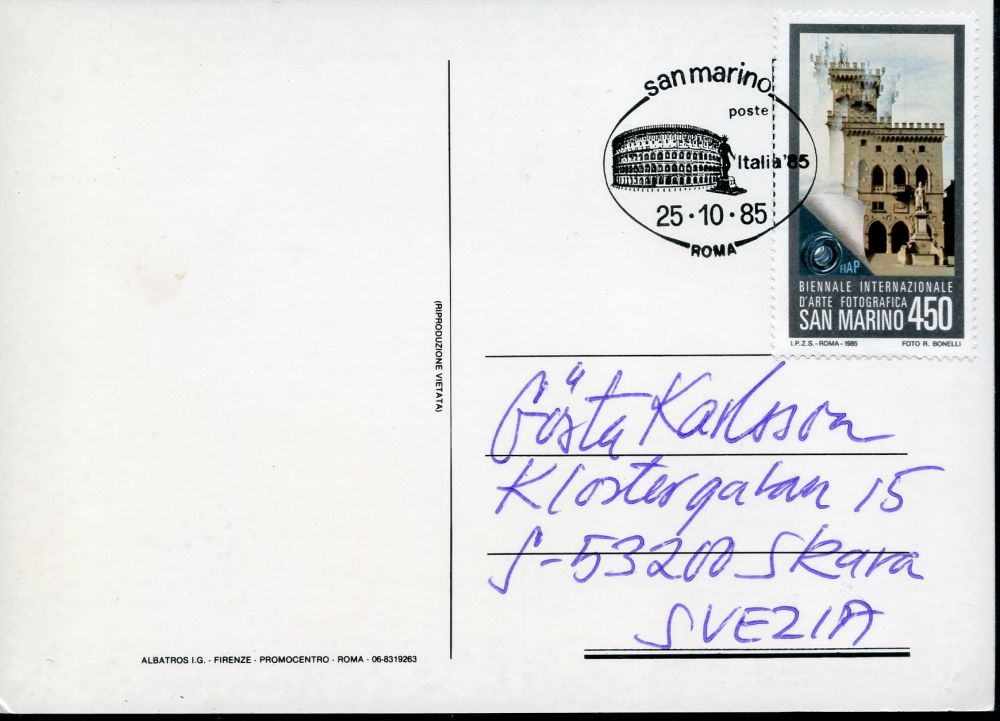 san marino
poste
Italia '85
25·10·85
ROMA
FIAP
BIENNALE INTERNAZIONALE
D'ARTE FOTOGRAFICA
SAN MARINO 450
I.P.Z.S. - ROMA - 1985 FOTO R. BONELLI
(RIPRODUZIONE VIETATA)
Gösta Karlsson
Klostergatan 15
S-53200 Skara
SVEZIA
ALBATROS I.G. - FIRENZE - PROMOCENTRO - ROMA - 06-8319263